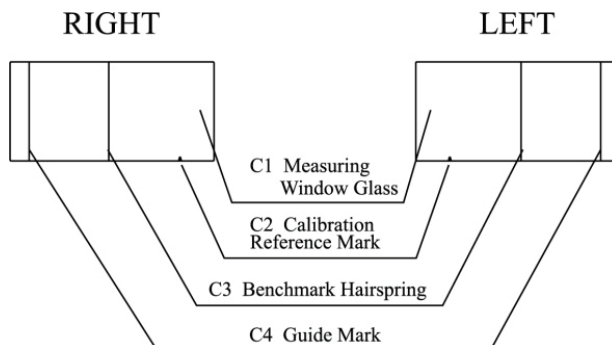 RIGHT
LEFT
C1 Measuring
Window Glass
C2 Calibration
Reference Mark
C3 Benchmark Hairspring
C4 Guide Mark